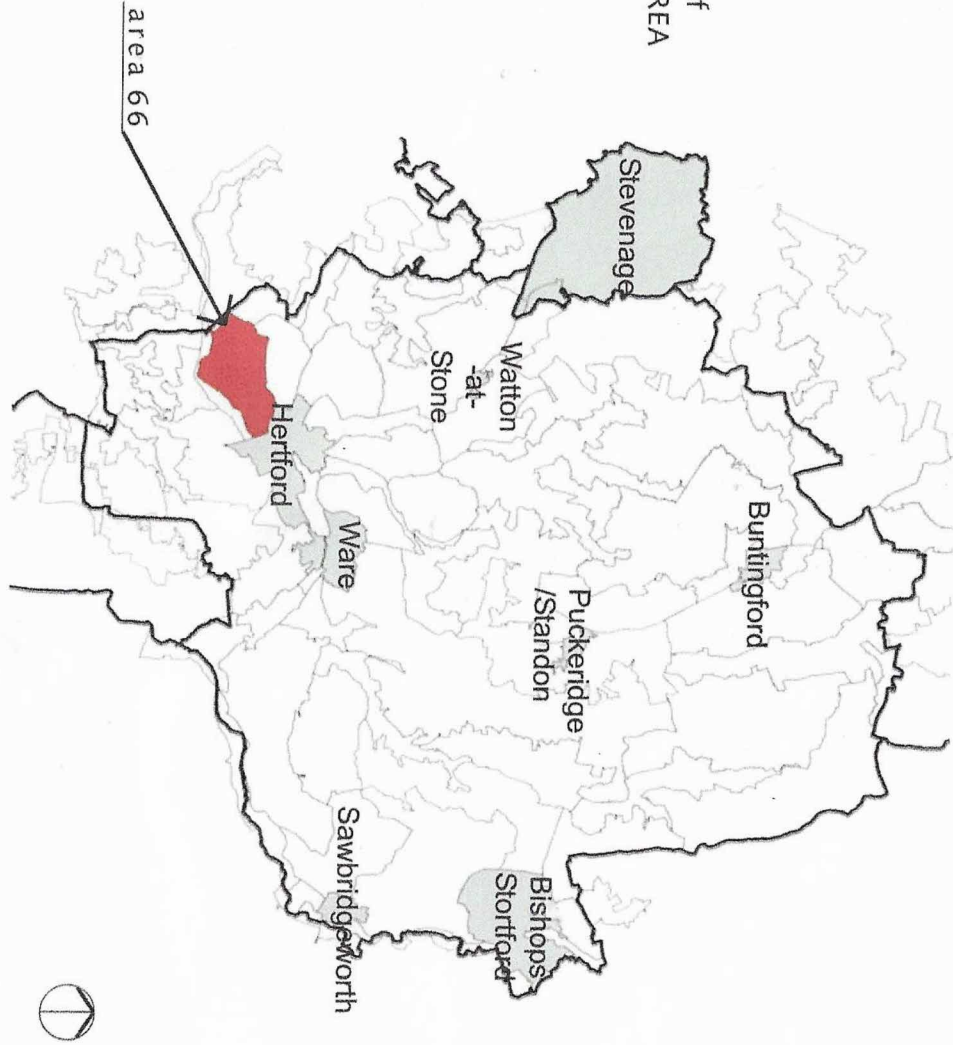 f
REA
area 66
Stevenage
Watton
-at-
Stone
Buntingford
Puckeridge
/Standon
Hertford
Ware
Bishops
Stortford
Sawbridgeworth